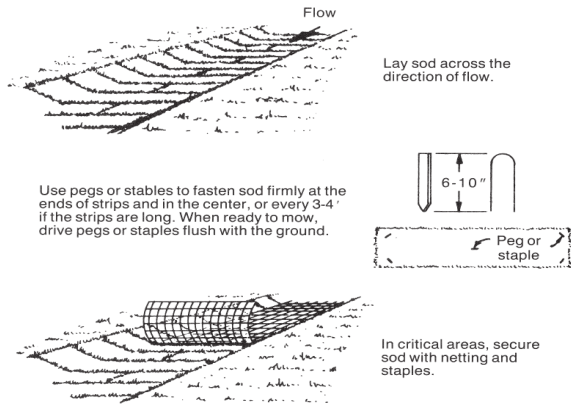 Flow
Lay sod across the
direction of flow.
Use pegs or stables to fasten sod firmly at the
ends of strips and in the center, or every 3-4'
if the strips are long. When ready to mow,
drive pegs or staples flush with the ground.
6-10"
Peg or
staple
In critical areas, secure
sod with netting and
staples.